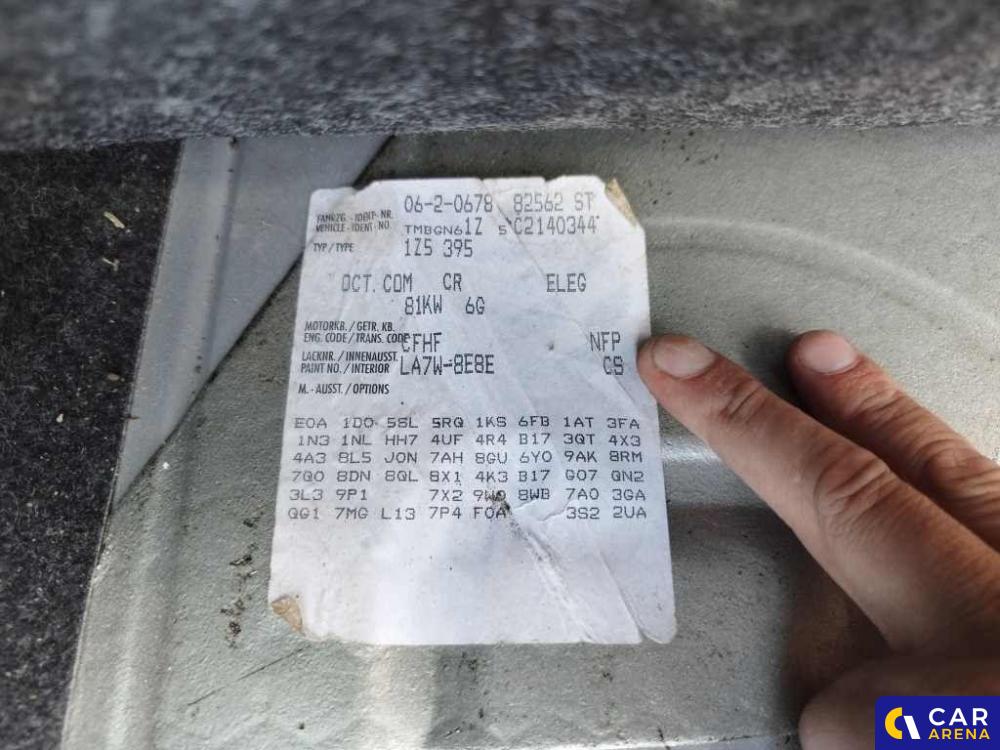 06-2-0678 82562 ST
FAHRZG.-IDENT-NR.
VEHICLE-IDENT-NO. TMBGN61Z 5 C2140344*
TYP/TYPE 1Z5 395
OCT.COM CR ELEG
81KW 6G
MOTORKB./GETR.KB.
ENG.CODE/TRANS.CODE CFHF NFP
LACKNR./INNENAUSST.
PAINT NO./INTERIOR LA7W-8E8E CS
M.-AUSST./OPTIONS
E0A 1D0 5SL 5RQ 1KS 6FB 1AT 3FA
1N3 1NL HH7 4UF 4R4 B17 3QT 4X3
4A3 8L5 J0N 7AH 8GU 6Y0 9AK 8RM
7Q0 8DN 8QL 8X1 4K3 B17 G07 QN2
3L3 9P1 7X2 8WB 7A0 3GA
QG1 7MG L13 7P4 F0A 3S2 2UA
CAR
ARENA